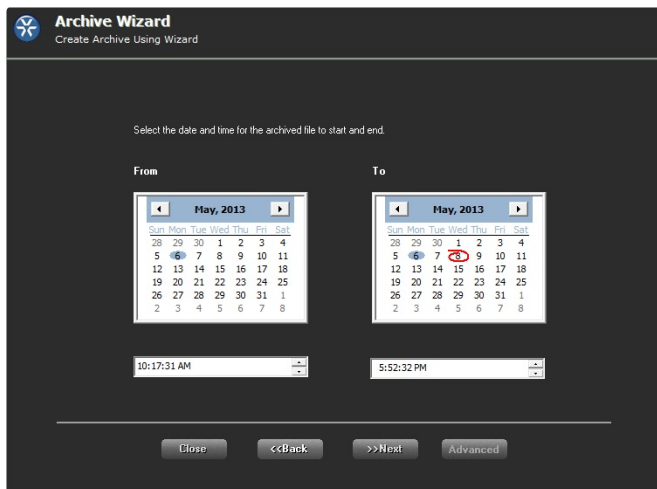 Archive Wizard
Create Archive Using Wizard
Select the date and time for the archived file to start and end.
From
May, 2013
Sun Mon Tue Wed Thu Fri Sat
28 29 30 1 2 3 4
5 6 7 8 9 10 11
12 13 14 15 16 17 18
19 20 21 22 23 24 25
26 27 28 29 30 31 1
2 3 4 5 6 7 8
10:17:31 AM
To
May, 2013
Sun Mon Tue Wed Thu Fri Sat
28 29 30 1 2 3 4
5 6 7 8 9 10 11
12 13 14 15 16 17 18
19 20 21 22 23 24 25
26 27 28 29 30 31 1
2 3 4 5 6 7 8
5:52:32 PM
Close
<<Back
>>Next
Advanced